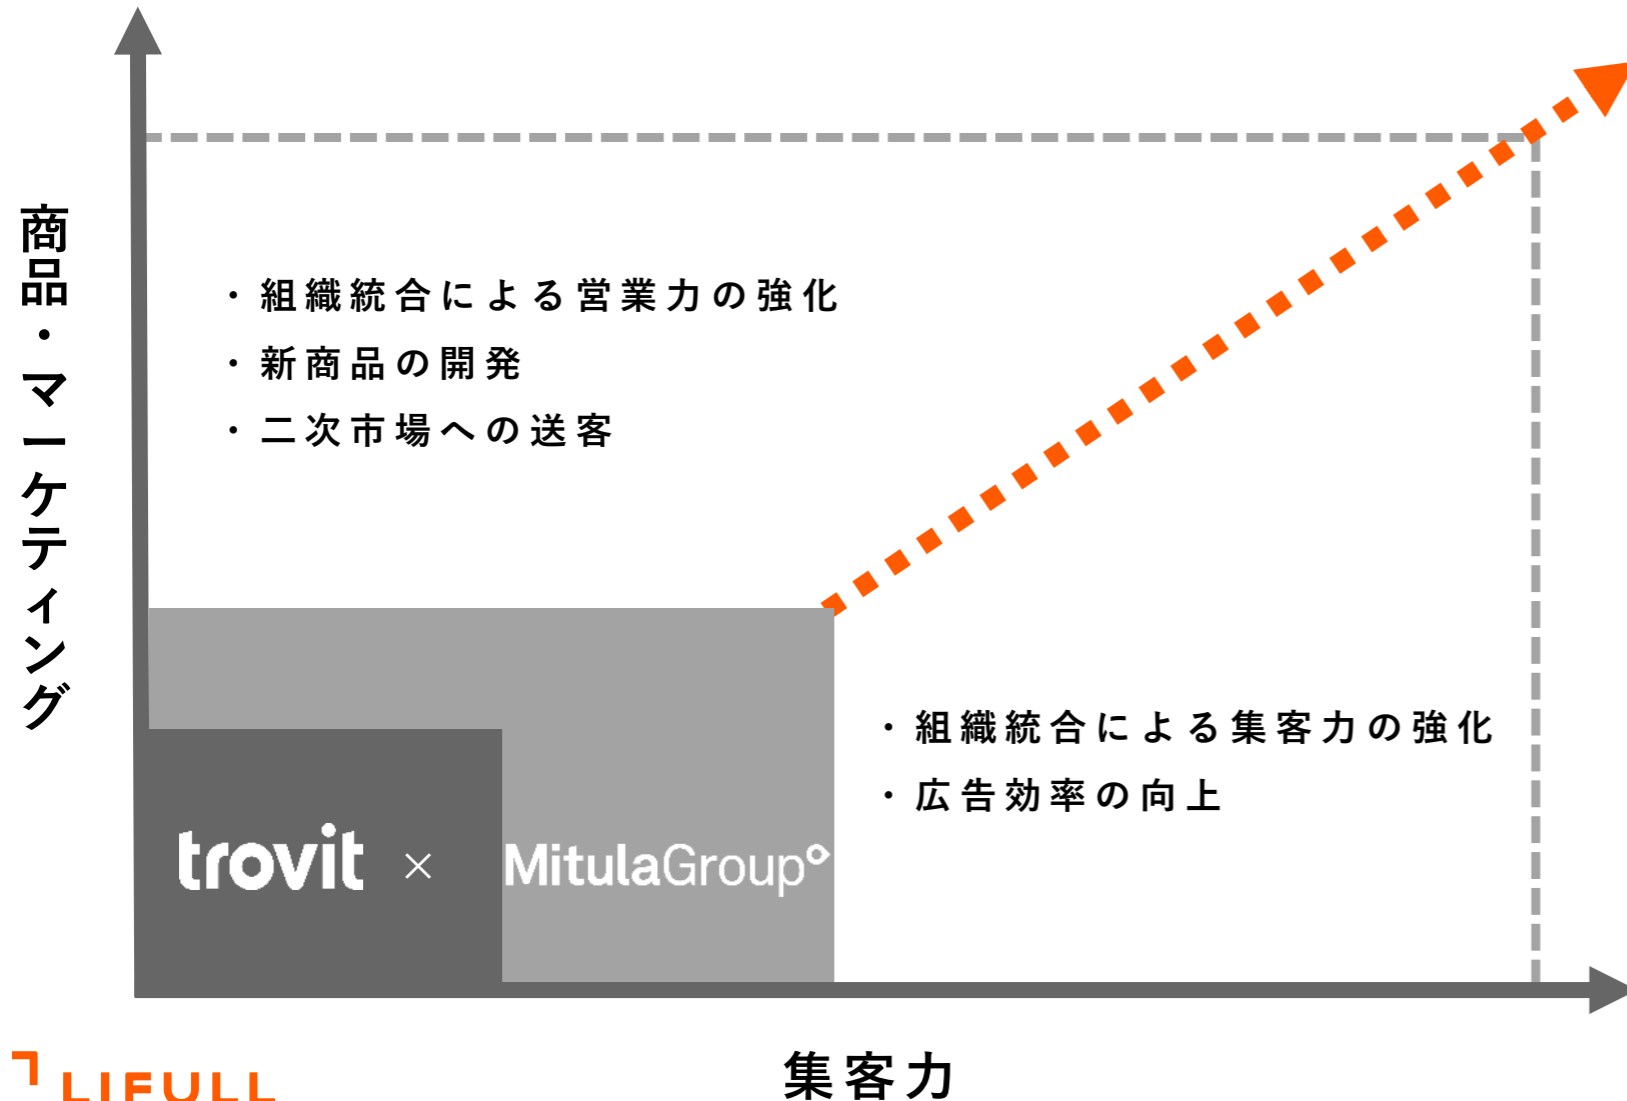 商品・マーケティング
・組織統合による営業力の強化
・新商品の開発
・二次市場への送客
・組織統合による集客力の強化
・広告効率の向上
trovit × MitulaGroup
集客力
LIFULL